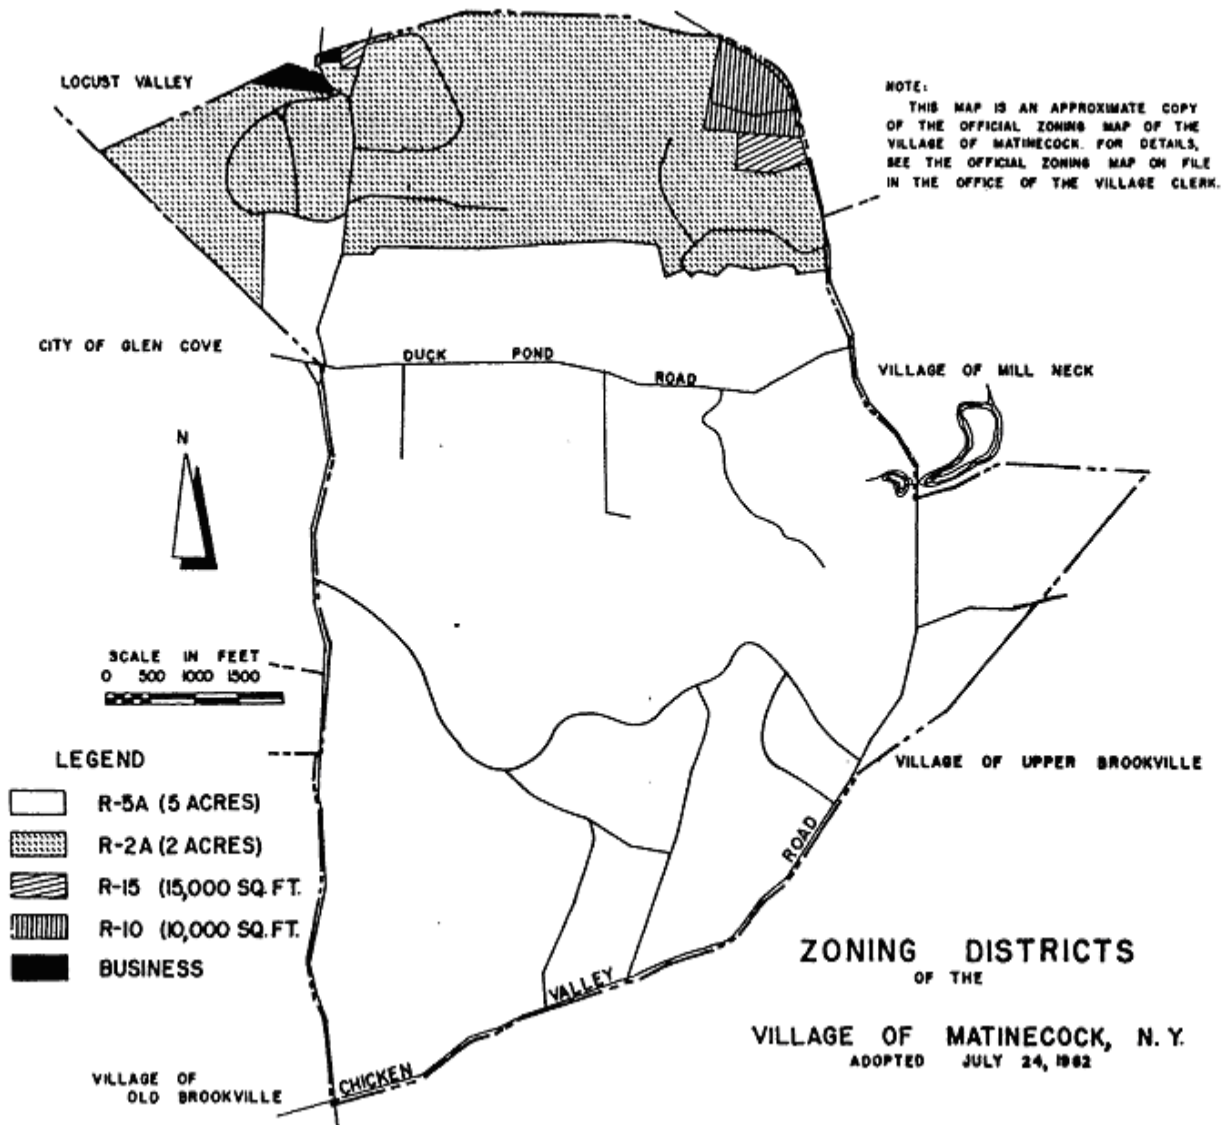 LOCUST VALLEY
NOTE:
THIS MAP IS AN APPROXIMATE COPY
OF THE OFFICIAL ZONING MAP OF THE
VILLAGE OF MATINECOCK. FOR DETAILS,
SEE THE OFFICIAL ZONING MAP ON FILE
IN THE OFFICE OF THE VILLAGE CLERK.
CITY OF GLEN COVE
DUCK POND ROAD
VILLAGE OF MILL NECK
N
SCALE IN FEET
0 500 1000 1500
LEGEND
R-5A (5 ACRES)
R-2A (2 ACRES)
R-15 (15,000 SQ. FT.
R-10 (10,000 SQ. FT.
BUSINESS
VILLAGE OF UPPER BROOKVILLE
CHICKEN VALLEY ROAD
ZONING DISTRICTS
OF THE
VILLAGE OF MATINECOCK, N.Y.
ADOPTED JULY 24, 1962
VILLAGE OF
OLD BROOKVILLE